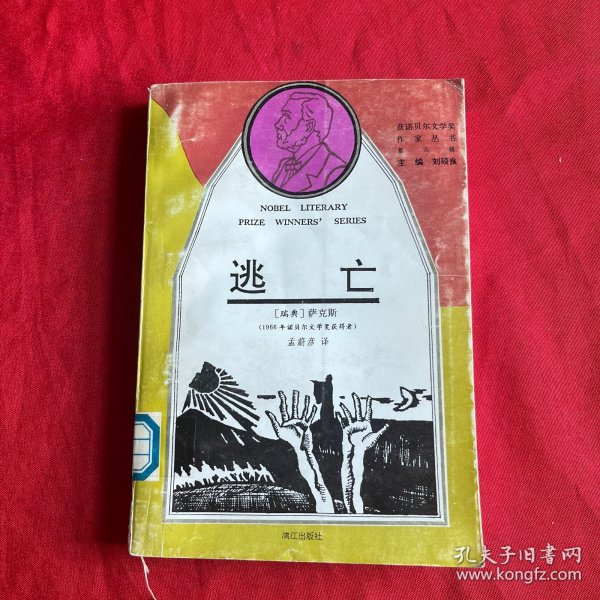 获诺贝尔文学奖
作家丛书
第六辑
主编 刘硕良
NOBEL LITERARY
PRIZE WINNERS' SERIES
逃亡
[瑞典]萨克斯
(1966年诺贝尔文学奖获得者)
孟蔚彦 译
漓江出版社
孔夫子旧书网
www.kongfz.com